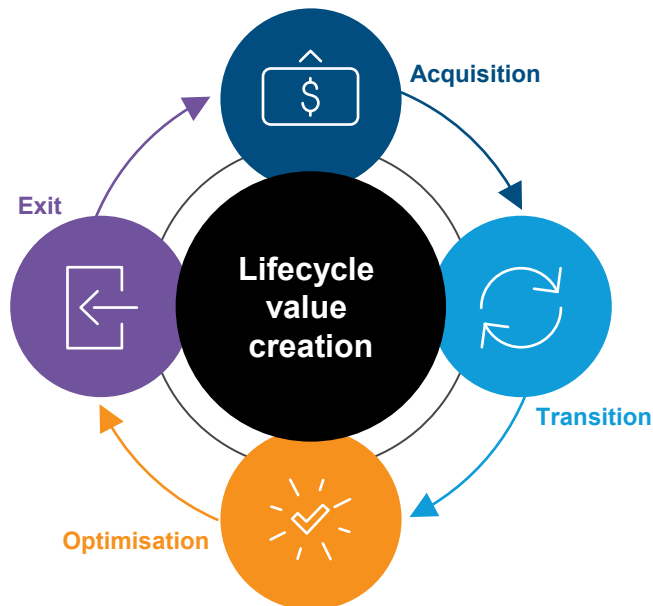 Acquisition
$
Exit
Lifecycle
value
creation
Transition
Optimisation